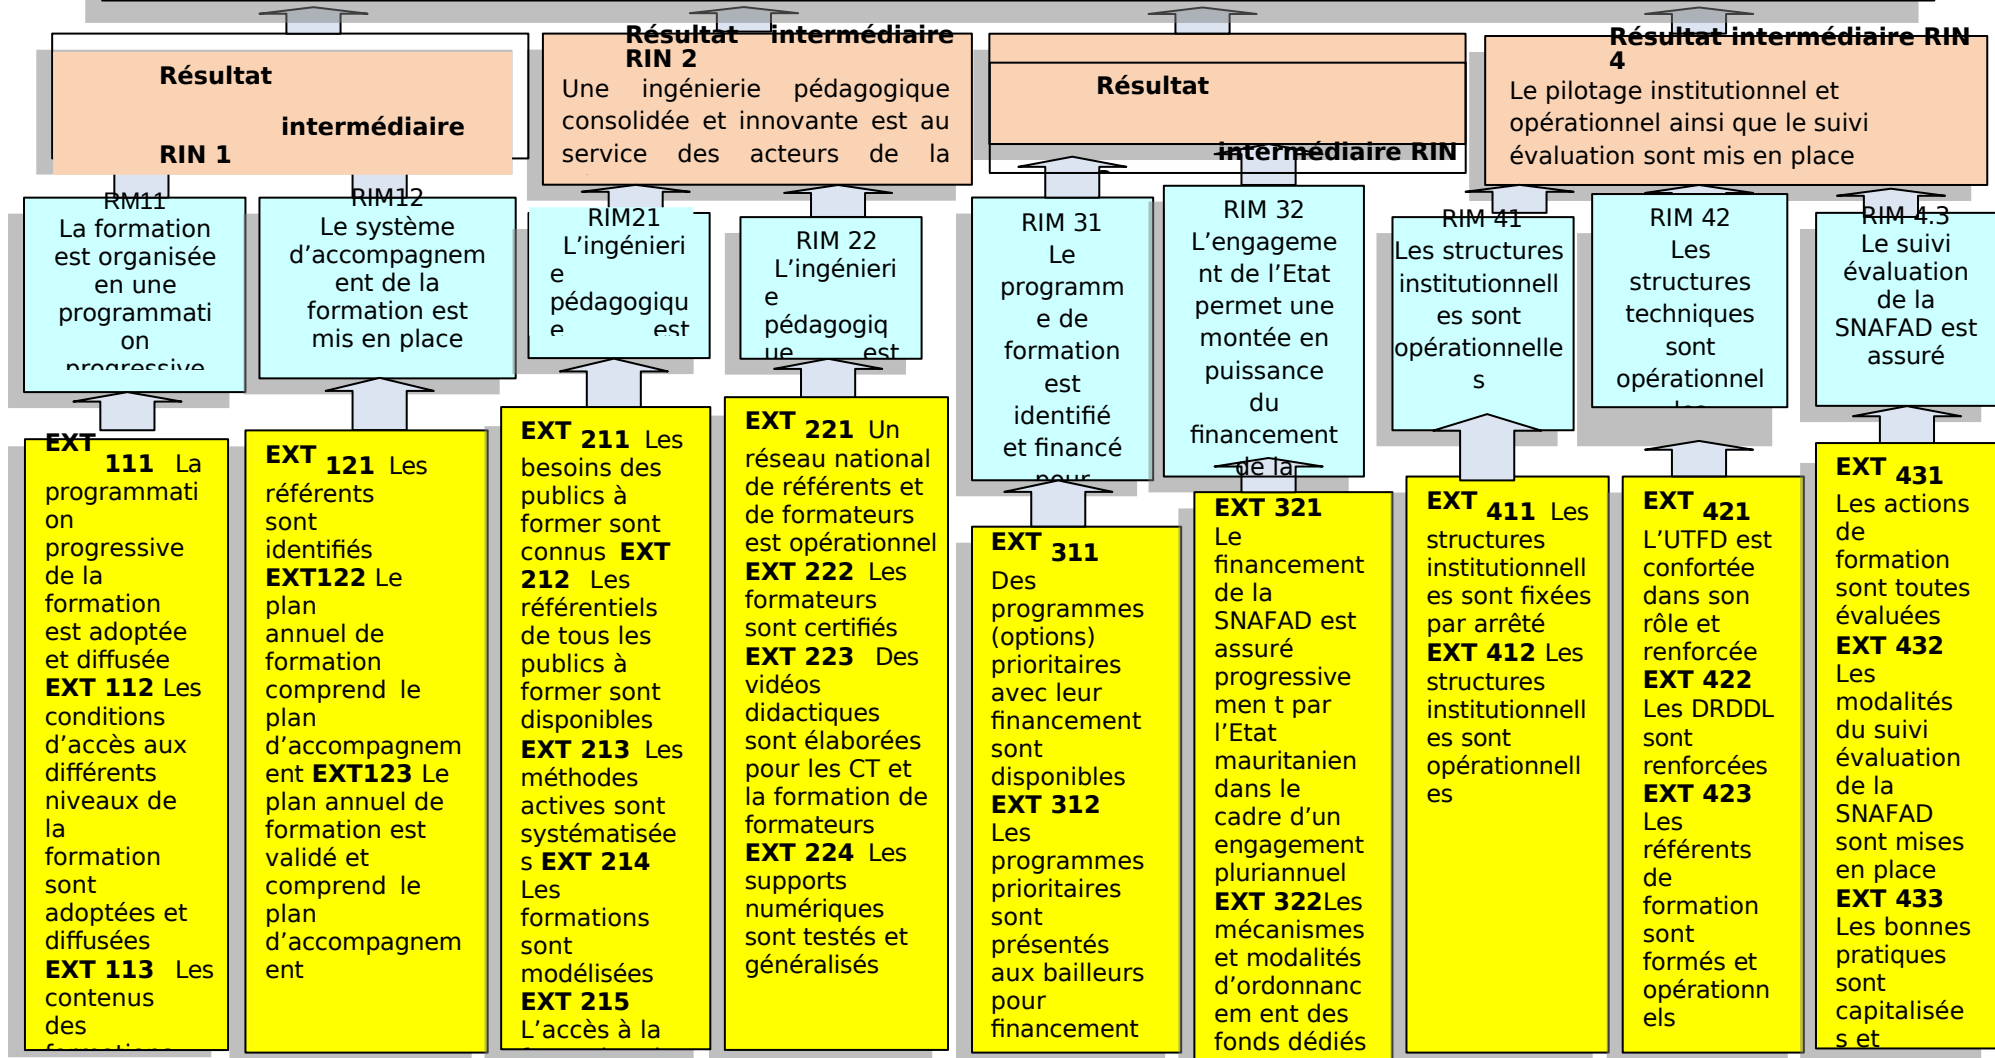 Résultat
intermédiaire
RIN 1
Résultat intermédiaire
RIN 2
Une ingénierie pédagogique
consolidée et innovante est au
service des acteurs de la
Résultat
intermédiaire RIN
Résultat intermédiaire RIN
4
Le pilotage institutionnel et
opérationnel ainsi que le suivi
évaluation sont mis en place
RM11
La formation
est organisée
en une
programmati
on
progressive
RIM12
Le système
d’accompagnem
ent de la
formation est
mis en place
RIM21
L’ingénieri
e
pédagogiqu
e est
RIM 22
L’ingénieri
e
pédagogiq
ue est
RIM 31
Le
programm
e de
formation
est
identifié
et financé
pour
RIM 32
L’engageme
nt de l’Etat
permet une
montée en
puissance
du
financement
de la
RIM 41
Les structures
institutionnell
es sont
opérationnelle
s
RIM 42
Les
structures
techniques
sont
opérationnel
les
RIM 4.3
Le suivi
évaluation
de la
SNAFAD est
assuré
EXT
111 La
programmati
on
progressive
de la
formation
est adoptée
et diffusée
EXT 112 Les
conditions
d’accès aux
différents
niveaux de
la
formation
sont
adoptées et
diffusées
EXT 113 Les
contenus
des
formations
EXT 121 Les
référents
sont
identifiés
EXT122 Le
plan
annuel de
formation
comprend le
plan
d’accompagnem
ent EXT123 Le
plan annuel de
formation est
validé et
comprend le
plan
d’accompagnem
ent
EXT 211 Les
besoins des
publics à
former sont
connus EXT
212 Les
référentiels
de tous les
publics à
former sont
disponibles
EXT 213 Les
méthodes
actives sont
systématisée
s EXT 214
Les
formations
sont
modélisées
EXT 215
L’accès à la
EXT 221 Un
réseau national
de référents et
de formateurs
est opérationnel
EXT 222 Les
formateurs
sont certifiés
EXT 223 Des
vidéos
didactiques
sont élaborées
pour les CT et
la formation de
formateurs
EXT 224 Les
supports
numériques
sont testés et
généralisés
EXT 311
Des
programmes
(options)
prioritaires
avec leur
financement
sont
disponibles
EXT 312
Les
programmes
prioritaires
sont
présentés
aux bailleurs
pour
financement
EXT 321
Le
financement
de la
SNAFAD est
assuré
progressive
men t par
l’Etat
mauritanien
dans le
cadre d’un
engagement
pluriannuel
EXT 322Les
mécanismes
et modalités
d’ordonnanc
em ent des
fonds dédiés
EXT 411 Les
structures
institutionnell
es sont fixées
par arrêté
EXT 412 Les
structures
institutionnell
es sont
opérationnell
es
EXT 421
L’UTFD est
confortée
dans son
rôle et
renforcée
EXT 422
Les DRDDL
sont
renforcées
EXT 423
Les
référents
de
formation
sont
formés et
opérationn
els
EXT 431
Les actions
de
formation
sont toutes
évaluées
EXT 432
Les
modalités
du suivi
évaluation
de la
SNAFAD
sont mises
en place
EXT 433
Les bonnes
pratiques
sont
capitalisée
s et